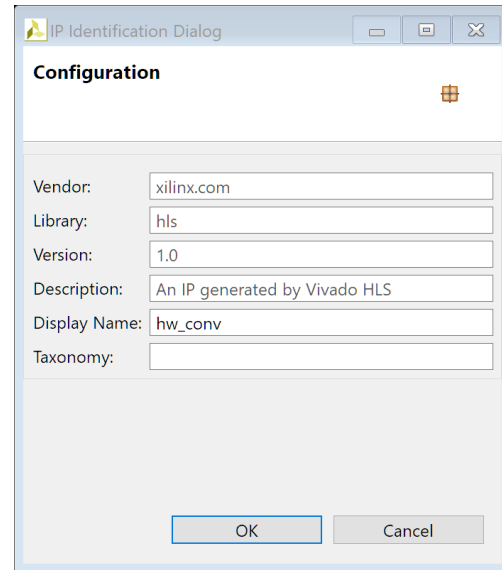 IP Identification Dialog
Configuration
Vendor: xilinx.com
Library: hls
Version: 1.0
Description: An IP generated by Vivado HLS
Display Name: hw_conv
Taxonomy:
OK Cancel